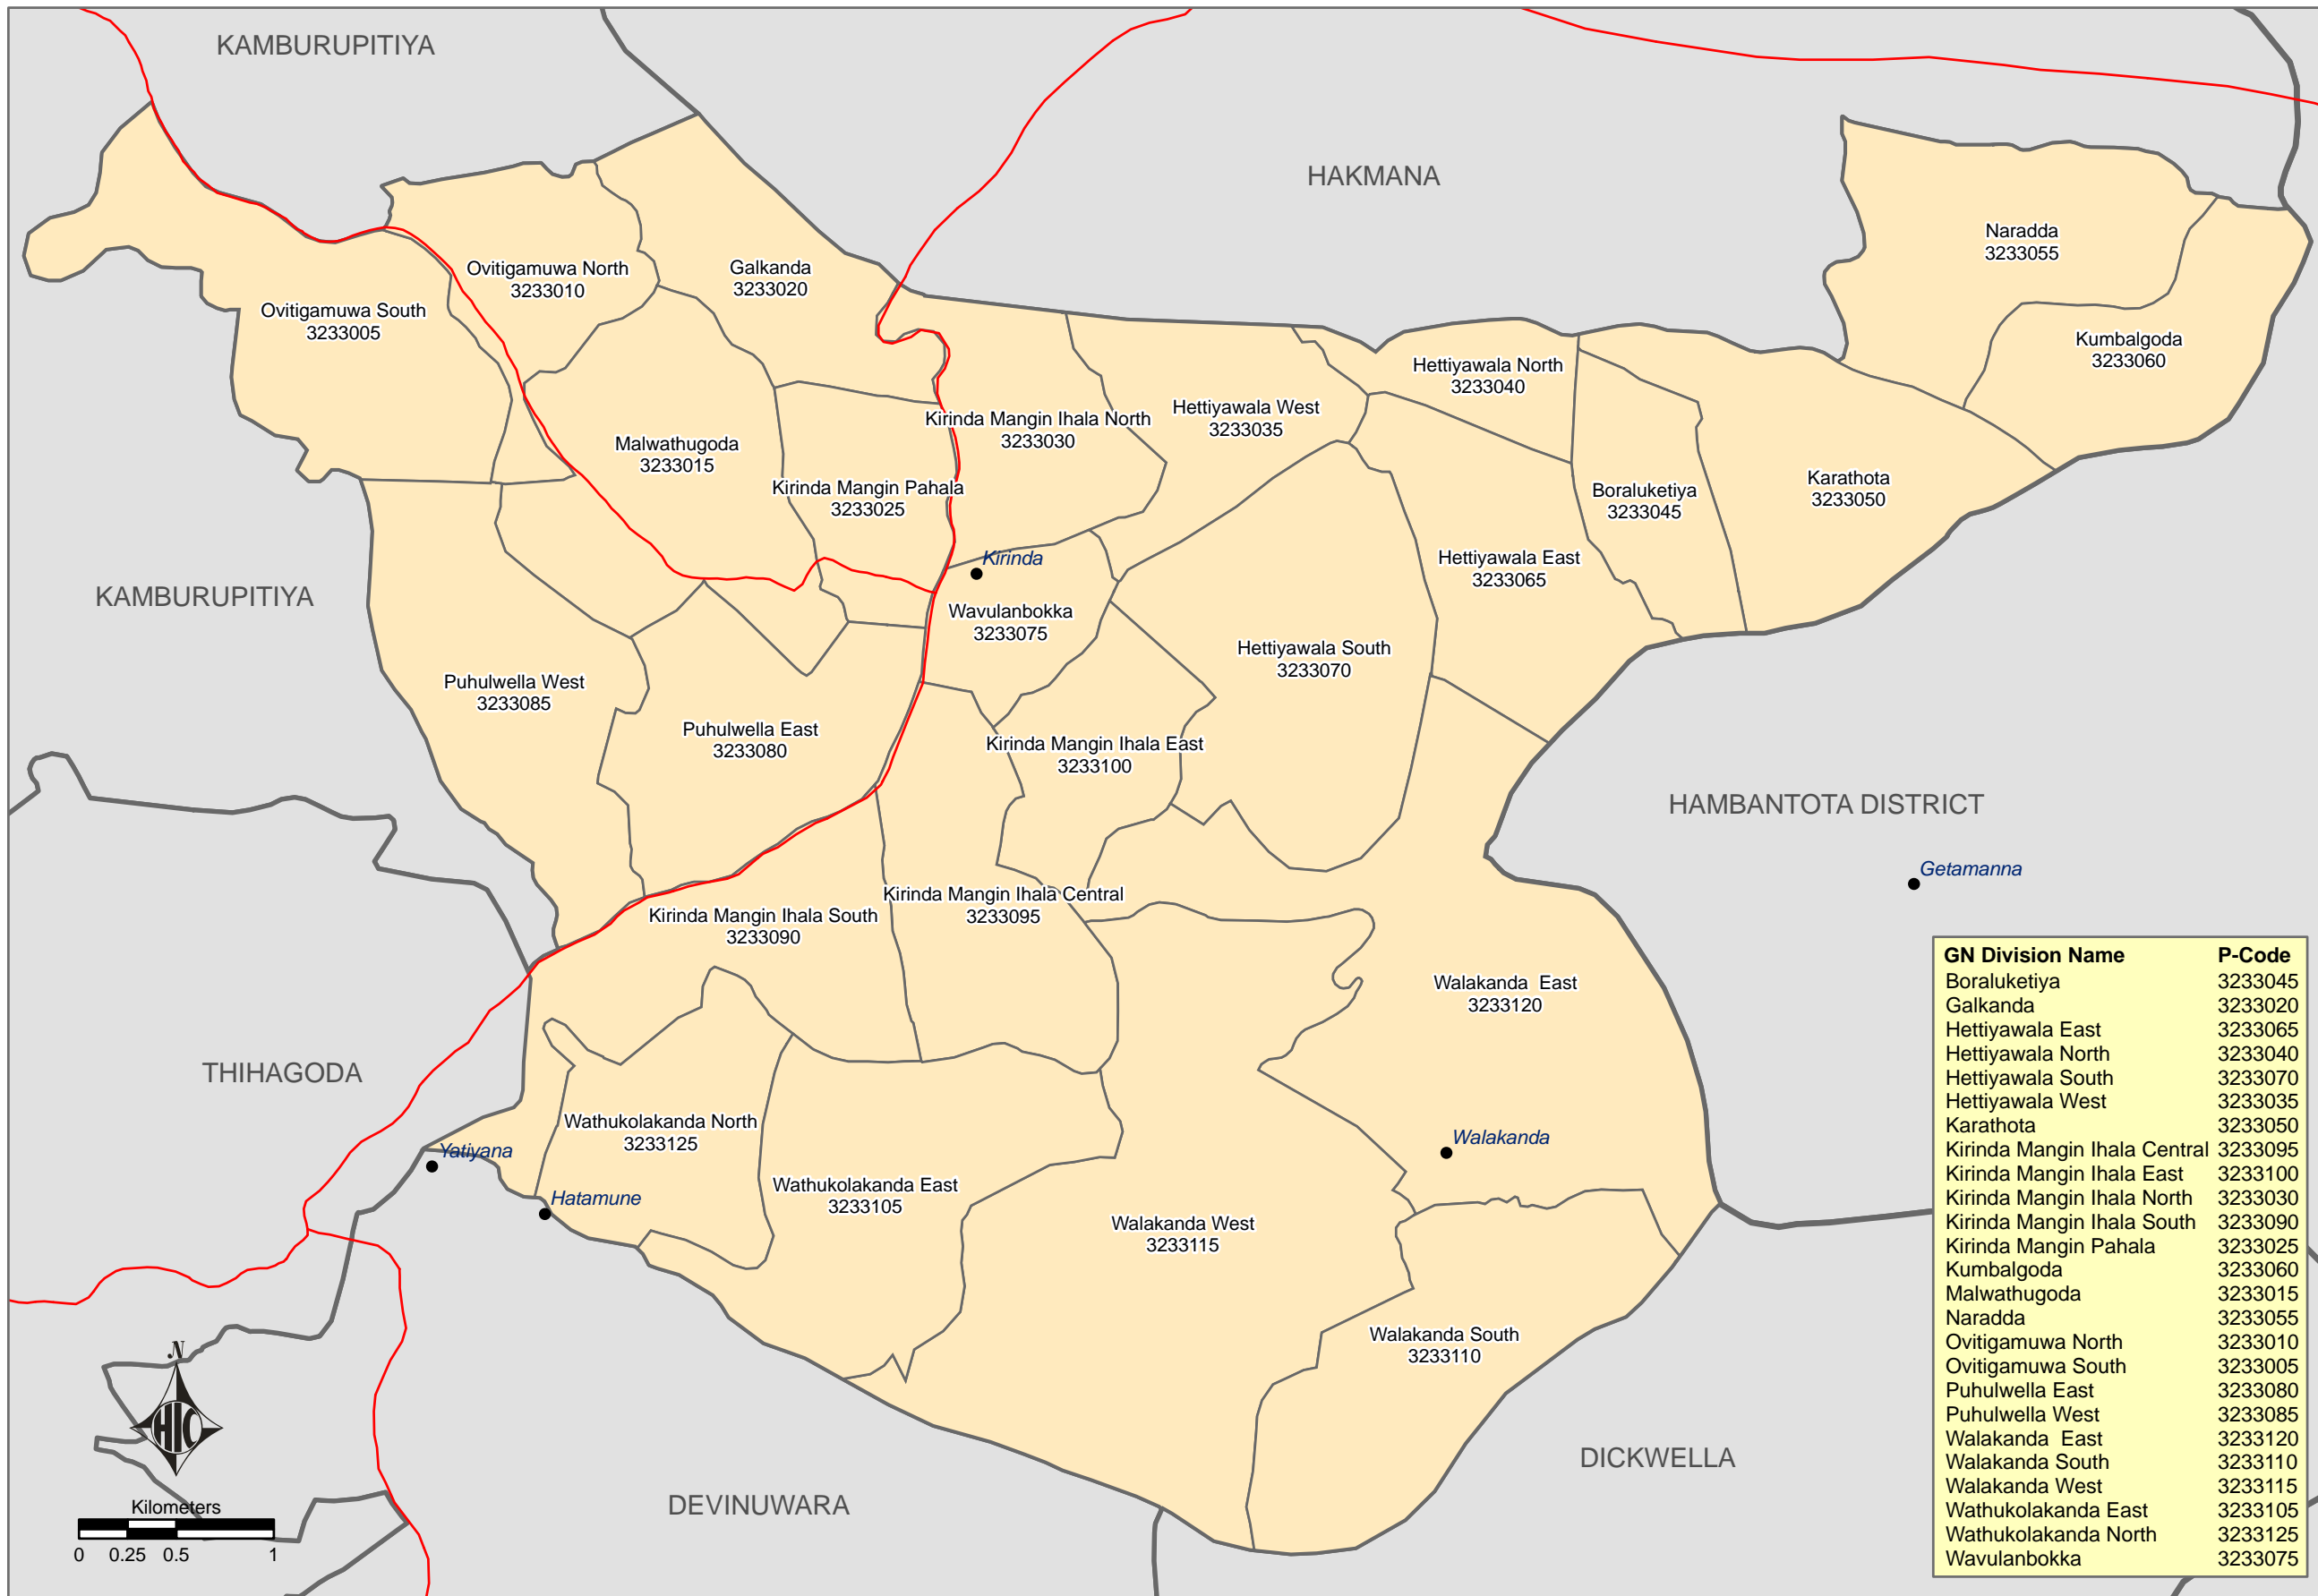 KAMBURUPITIYA
HAKMANA
Naradda
3233055
Ovitigamuwa North
3233010
Galkanda
3233020
Ovitigamuwa South
3233005
Kumbalgoda
3233060
Hettiyawala North
3233040
Hettiyawala West
3233035
Kirinda Mangin Ihala North
3233030
Malwathugoda
3233015
Kirinda Mangin Pahala
3233025
Boraluketiya
3233045
Karathota
3233050
Kirinda
Hettiyawala East
3233065
KAMBURUPITIYA
Wavulanbokka
3233075
Hettiyawala South
3233070
Puhulwella West
3233085
Puhulwella East
3233080
Kirinda Mangin Ihala East
3233100
HAMBANTOTA DISTRICT
Getamanna
Kirinda Mangin Ihala Central
3233095
Kirinda Mangin Ihala South
3233090
Walakanda  East
3233120
THIHAGODA
Wathukolakanda North
3233125
Yatiyana
Walakanda
Hatamune
Wathukolakanda East
3233105
Walakanda West
3233115
Walakanda South
3233110
DICKWELLA
DEVINUWARA
N
HIC
Kilometers
0 0.25 0.5 1
GN Division Name P-Code
Boraluketiya 3233045
Galkanda 3233020
Hettiyawala East 3233065
Hettiyawala North 3233040
Hettiyawala South 3233070
Hettiyawala West 3233035
Karathota 3233050
Kirinda Mangin Ihala Central 3233095
Kirinda Mangin Ihala East 3233100
Kirinda Mangin Ihala North 3233030
Kirinda Mangin Ihala South 3233090
Kirinda Mangin Pahala 3233025
Kumbalgoda 3233060
Malwathugoda 3233015
Naradda 3233055
Ovitigamuwa North 3233010
Ovitigamuwa South 3233005
Puhulwella East 3233080
Puhulwella West 3233085
Walakanda  East 3233120
Walakanda South 3233110
Walakanda West 3233115
Wathukolakanda East 3233105
Wathukolakanda North 3233125
Wavulanbokka 3233075